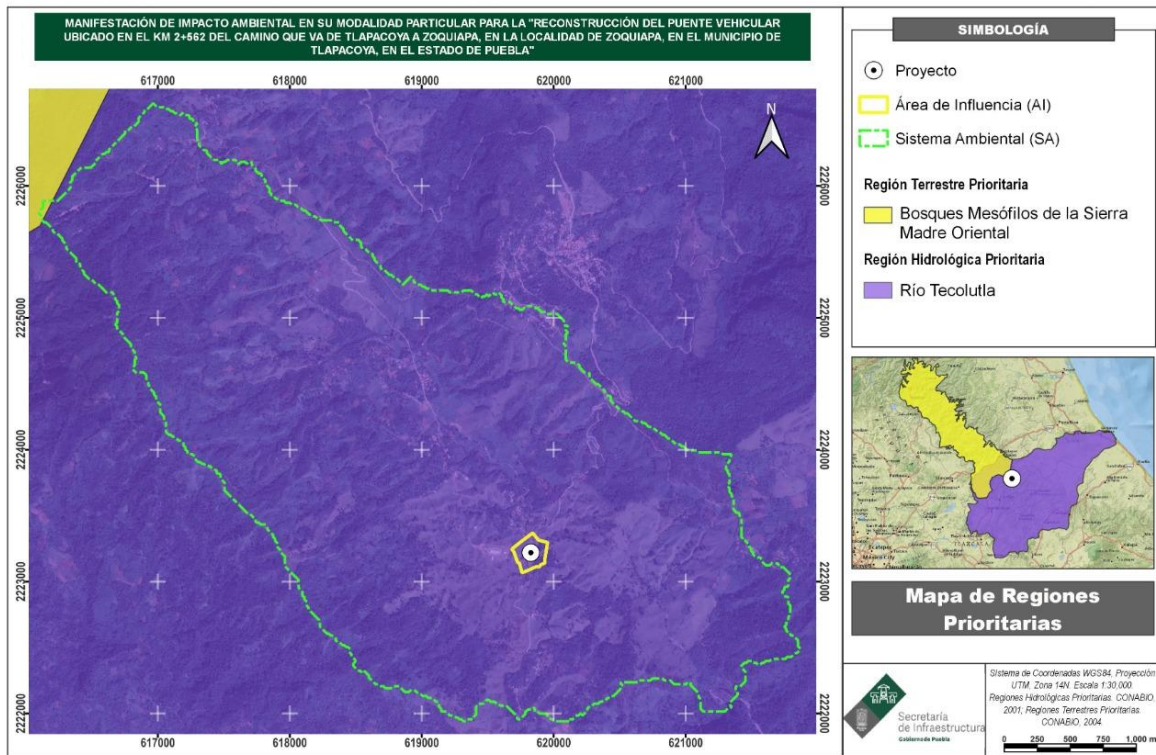 MANIFESTACIÓN DE IMPACTO AMBIENTAL EN SU MODALIDAD PARTICULAR PARA LA "RECONSTRUCCIÓN DEL PUENTE VEHICULAR
UBICADO EN EL KM 2+562 DEL CAMINO QUE VA DE TLAPACOYA A ZOQUIAPA, EN LA LOCALIDAD DE ZOQUIAPA, EN EL MUNICIPIO DE
TLAPACOYA, EN EL ESTADO DE PUEBLA"
617000 618000 619000 620000 621000
N
2226000 2226000
2225000 2225000
2224000 2224000
2223000 2223000
2222000 2222000
617000 618000 619000 620000 621000
SIMBOLOGÍA
Proyecto
Área de Influencia (AI)
Sistema Ambiental (SA)
Región Terrestre Prioritaria
Bosques Mesófilos de la Sierra
Madre Oriental
Región Hidrológica Prioritaria
Río Tecolutla
Mapa de Regiones
Prioritarias
Secretaría
de Infraestructura
Gobierno de Puebla
Sistema de Coordenadas WGS84, Proyección
UTM, Zona 14N. Escala 1:30,000
Regiones Hidrológicas Prioritarias. CONABIO,
2001; Regiones Terrestres Prioritarias.
CONABIO, 2004.
0 250 500 750 1,000 m